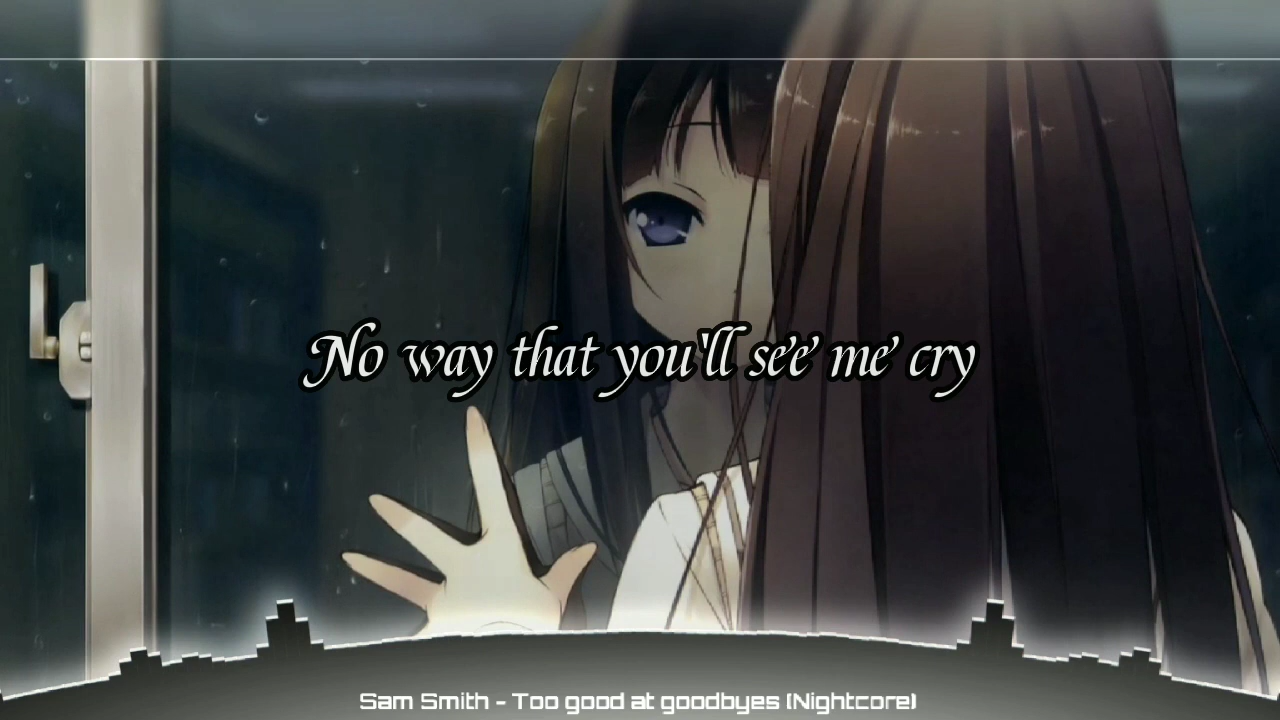 No way that you'll see me cry
Sam Smith - Too good at goodbyes (Nightcore)